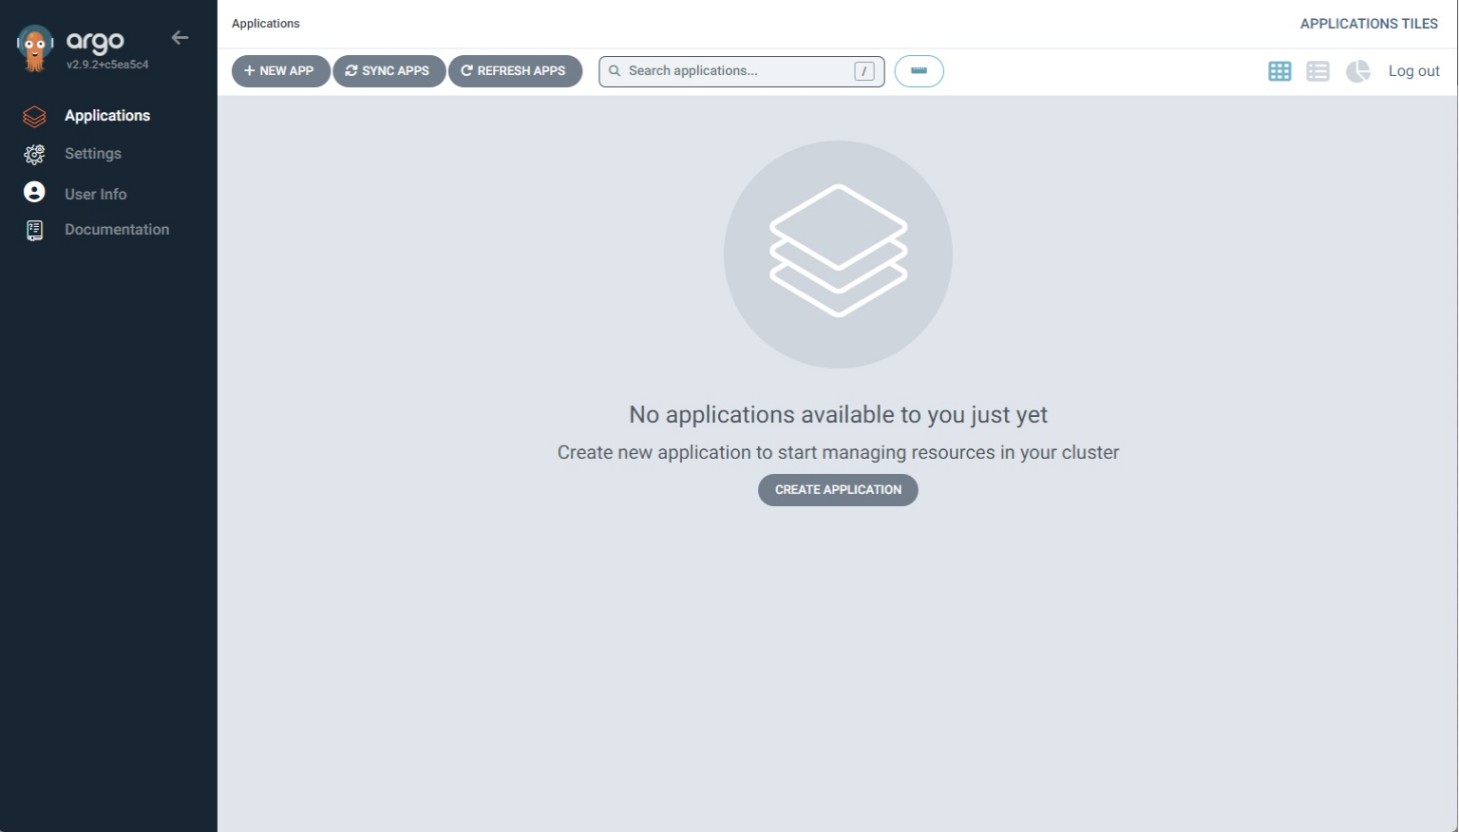 argo
v2.9.2+c5ea5c4
Applications
Settings
User Info
Documentation
Applications
APPLICATIONS TILES
+ NEW APP
SYNC APPS
REFRESH APPS
Search applications...
/
Log out
No applications available to you just yet
Create new application to start managing resources in your cluster
CREATE APPLICATION